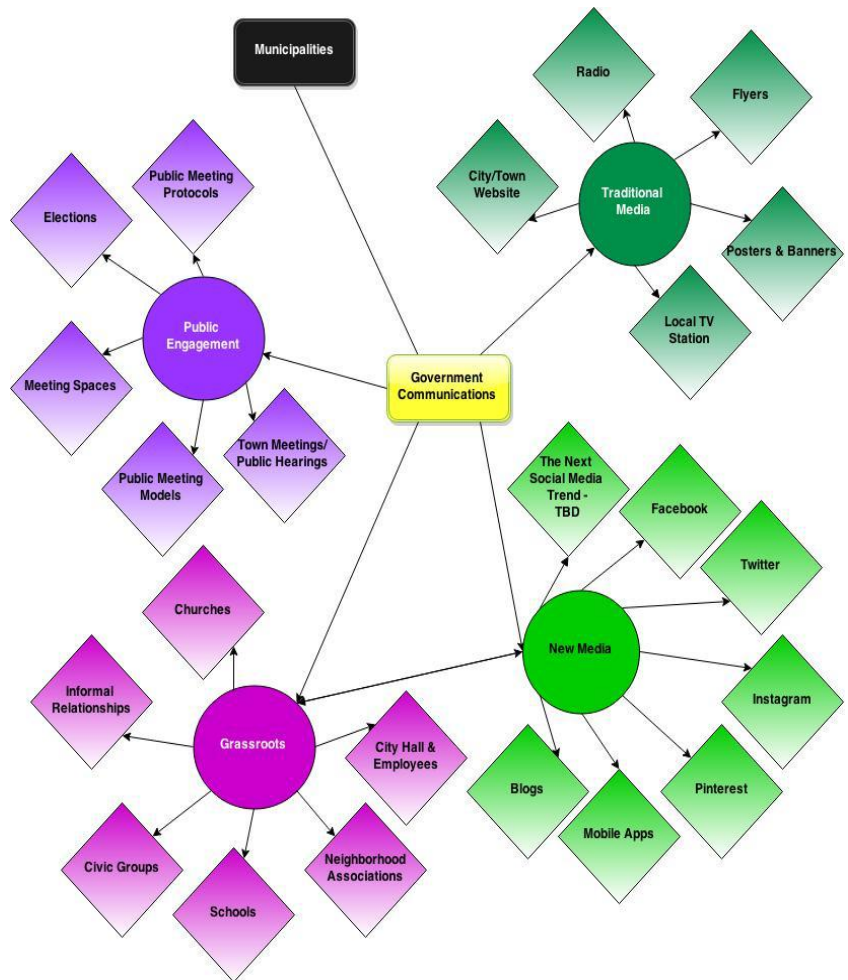 Municipalities
Radio
Flyers
City/Town
Website
Traditional
Media
Posters & Banners
Local TV
Station
Public Meeting
Protocols
Elections
Public
Engagement
Meeting Spaces
Town Meetings/
Public Hearings
Public Meeting
Models
Government
Communications
The Next
Social Media
Trend -
TBD
Facebook
Twitter
New Media
Instagram
Pinterest
Mobile Apps
Blogs
Churches
Informal
Relationships
Grassroots
City Hall &
Employees
Civic Groups
Schools
Neighborhood
Associations